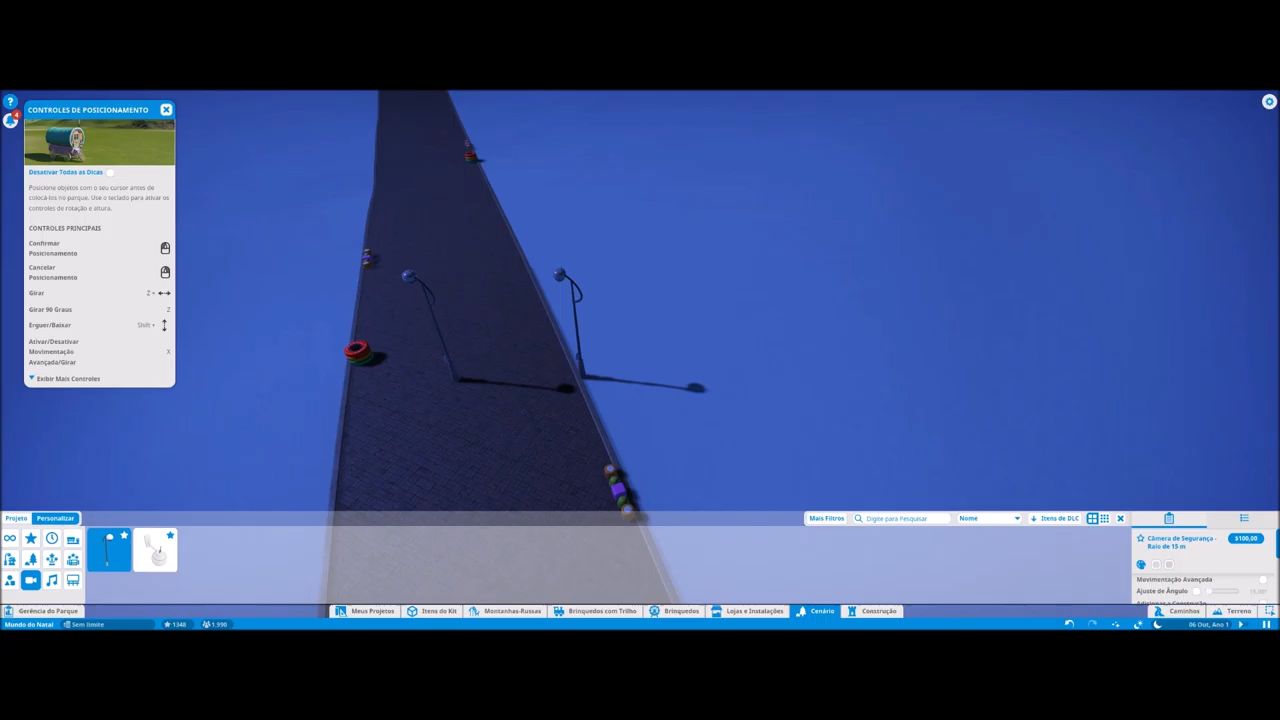 ?
4
CONTROLES DE POSICIONAMENTO
Desativar Todas as Dicas
Posicione objetos com o seu cursor antes de
colocá-los no parque. Use o teclado para ativar os
controles de rotação e altura.
CONTROLES PRINCIPAIS
Confirmar
Posicionamento
Cancelar
Posicionamento
Girar Z +
Girar 90 Graus Z
Erguer/Baixar Shift +
Ativar/Desativar
Movimentação X
Avançada/Girar
Exibir Mais Controles
Projeto Personalizar
Mais Filtros Digite para Pesquisar Nome Itens de DLC
Câmera de Segurança - $100,00
Raio de 15 m
Movimentação Avançada
Ajuste de Ângulo
Gerência do Parque Meus Projetos Itens do Kit Montanhas-Russas Brinquedos com Trilho Brinquedos Lojas e Instalações Cenário Construção Caminhos Terreno
Mundo do Natal Sem limite 1348 1.990 06 Out, Ano 1